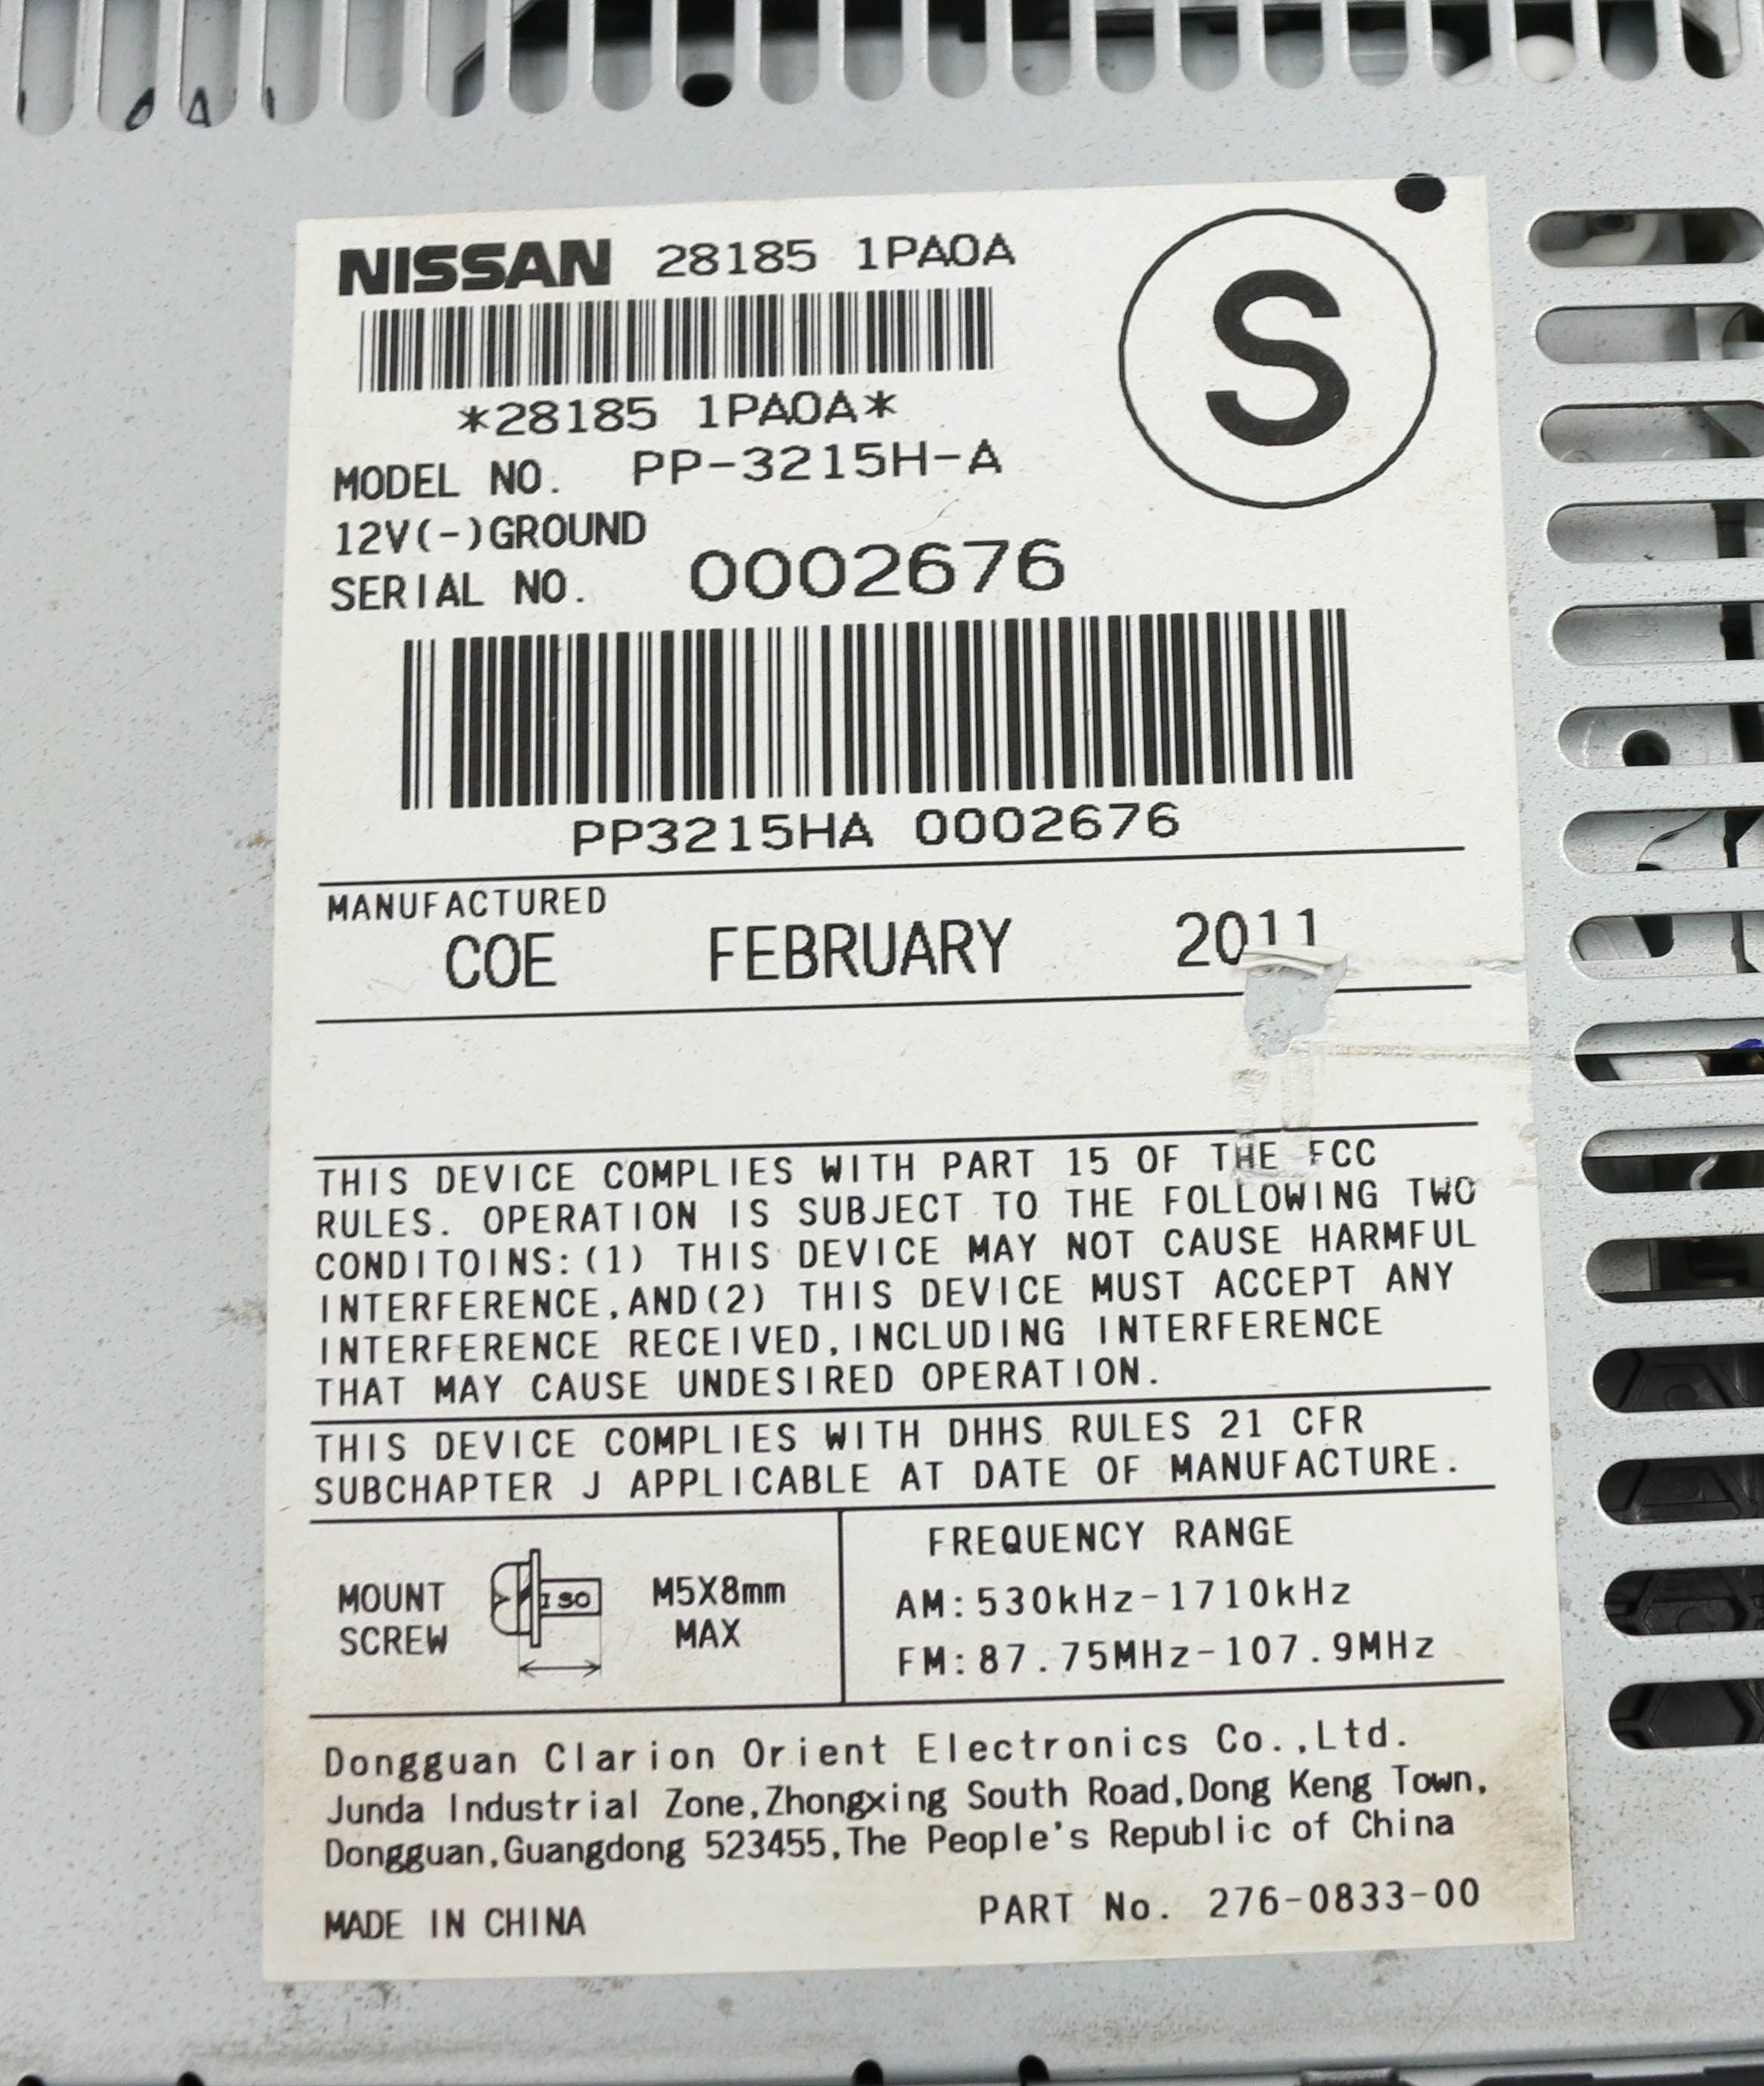 NISSAN 28185 1PA0A
S
*28185 1PA0A*
MODEL NO. PP-3215H-A
12V(-)GROUND
SERIAL NO. 0002676
PP3215HA 0002676
MANUFACTURED
COE FEBRUARY 2011
THIS DEVICE COMPLIES WITH PART 15 OF THE FCC
RULES. OPERATION IS SUBJECT TO THE FOLLOWING TWO
CONDITOINS:(1) THIS DEVICE MAY NOT CAUSE HARMFUL
INTERFERENCE,AND(2) THIS DEVICE MUST ACCEPT ANY
INTERFERENCE RECEIVED,INCLUDING INTERFERENCE
THAT MAY CAUSE UNDESIRED OPERATION.
THIS DEVICE COMPLIES WITH DHHS RULES 21 CFR
SUBCHAPTER J APPLICABLE AT DATE OF MANUFACTURE.
MOUNT
SCREW
ISO
M5X8mm
MAX
FREQUENCY RANGE
AM:530kHz-1710kHz
FM:87.75MHz-107.9MHz
Dongguan Clarion Orient Electronics Co.,Ltd.
Junda Industrial Zone,Zhongxing South Road,Dong Keng Town,
Dongguan,Guangdong 523455,The People's Republic of China
MADE IN CHINA PART No. 276-0833-00